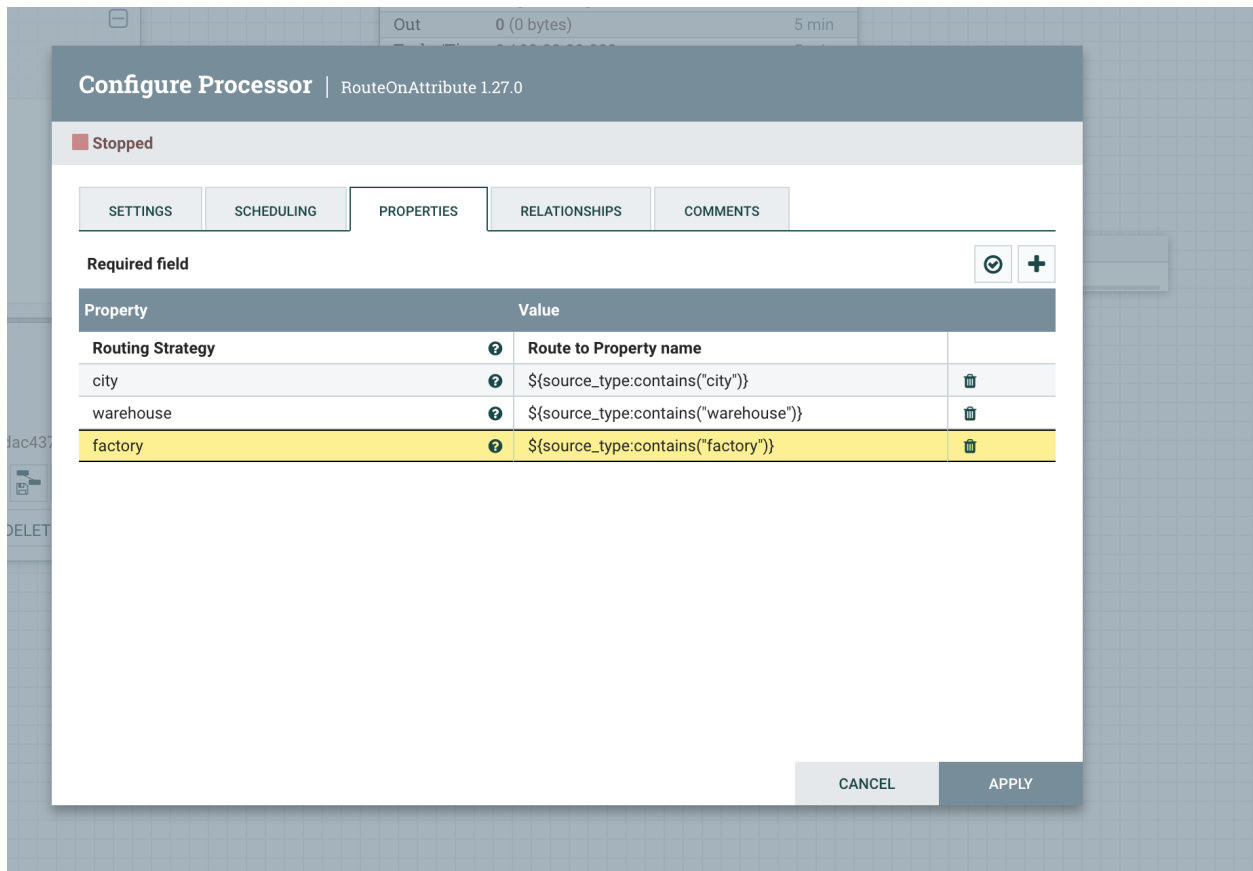 Out 0 (0 bytes) 5 min
Configure Processor | RouteOnAttribute 1.27.0
Stopped
SETTINGS SCHEDULING PROPERTIES RELATIONSHIPS COMMENTS
Required field
Property Value
Routing Strategy Route to Property name
city ${source_type:contains("city")}
warehouse ${source_type:contains("warehouse")}
factory ${source_type:contains("factory")}
dac437
DELET
CANCEL APPLY